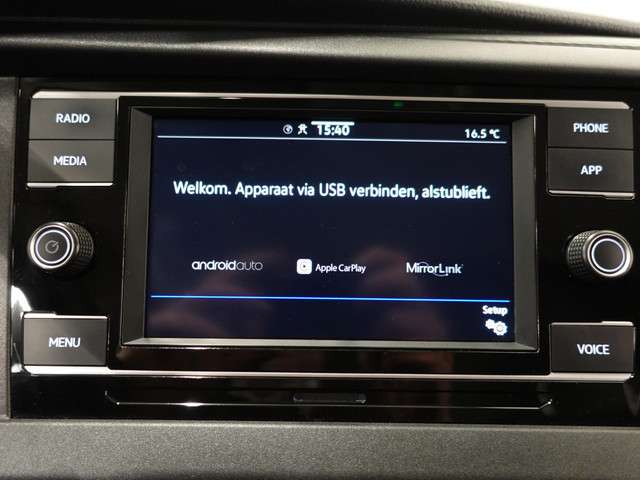 RADIO
MEDIA
15:40
16.5 °C
PHONE
APP
Welkom. Apparaat via USB verbinden, alstublieft.
androidauto
Apple CarPlay
MirrorLink
Setup
MENU
VOICE